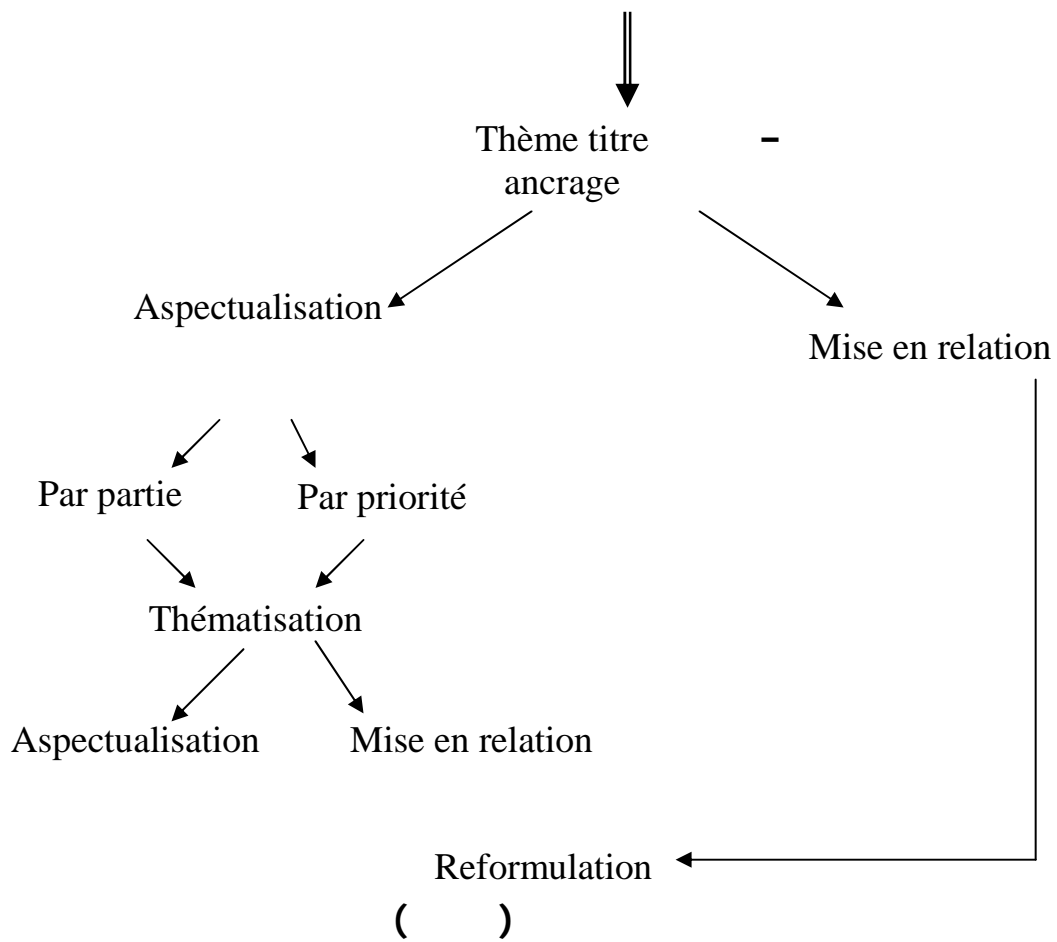 Thème titre –
ancrage
Aspectualisation
Mise en relation
Par partie Par priorité
Thématisation
Aspectualisation Mise en relation
Reformulation
( )